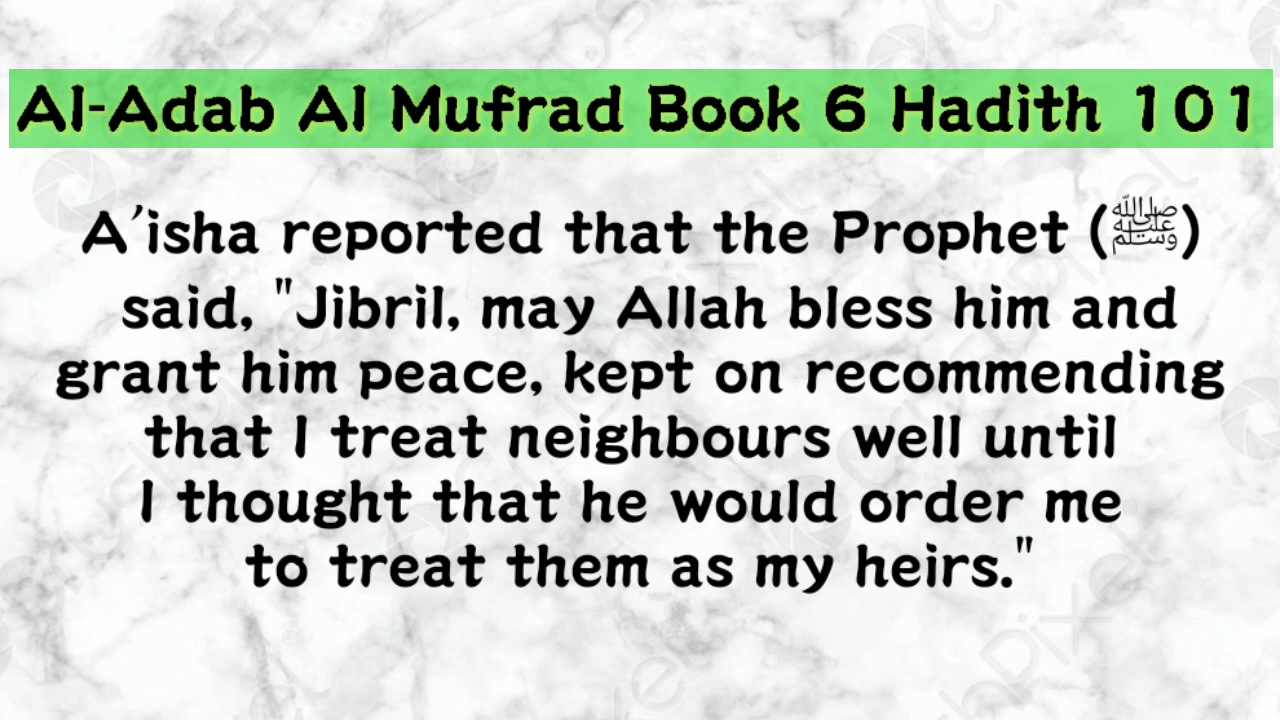 Al-Adab Al Mufrad Book 6 Hadith 101
A'isha reported that the Prophet (ﷺ)
said, "Jibril, may Allah bless him and
grant him peace, kept on recommending
that I treat neighbours well until
I thought that he would order me
to treat them as my heirs."